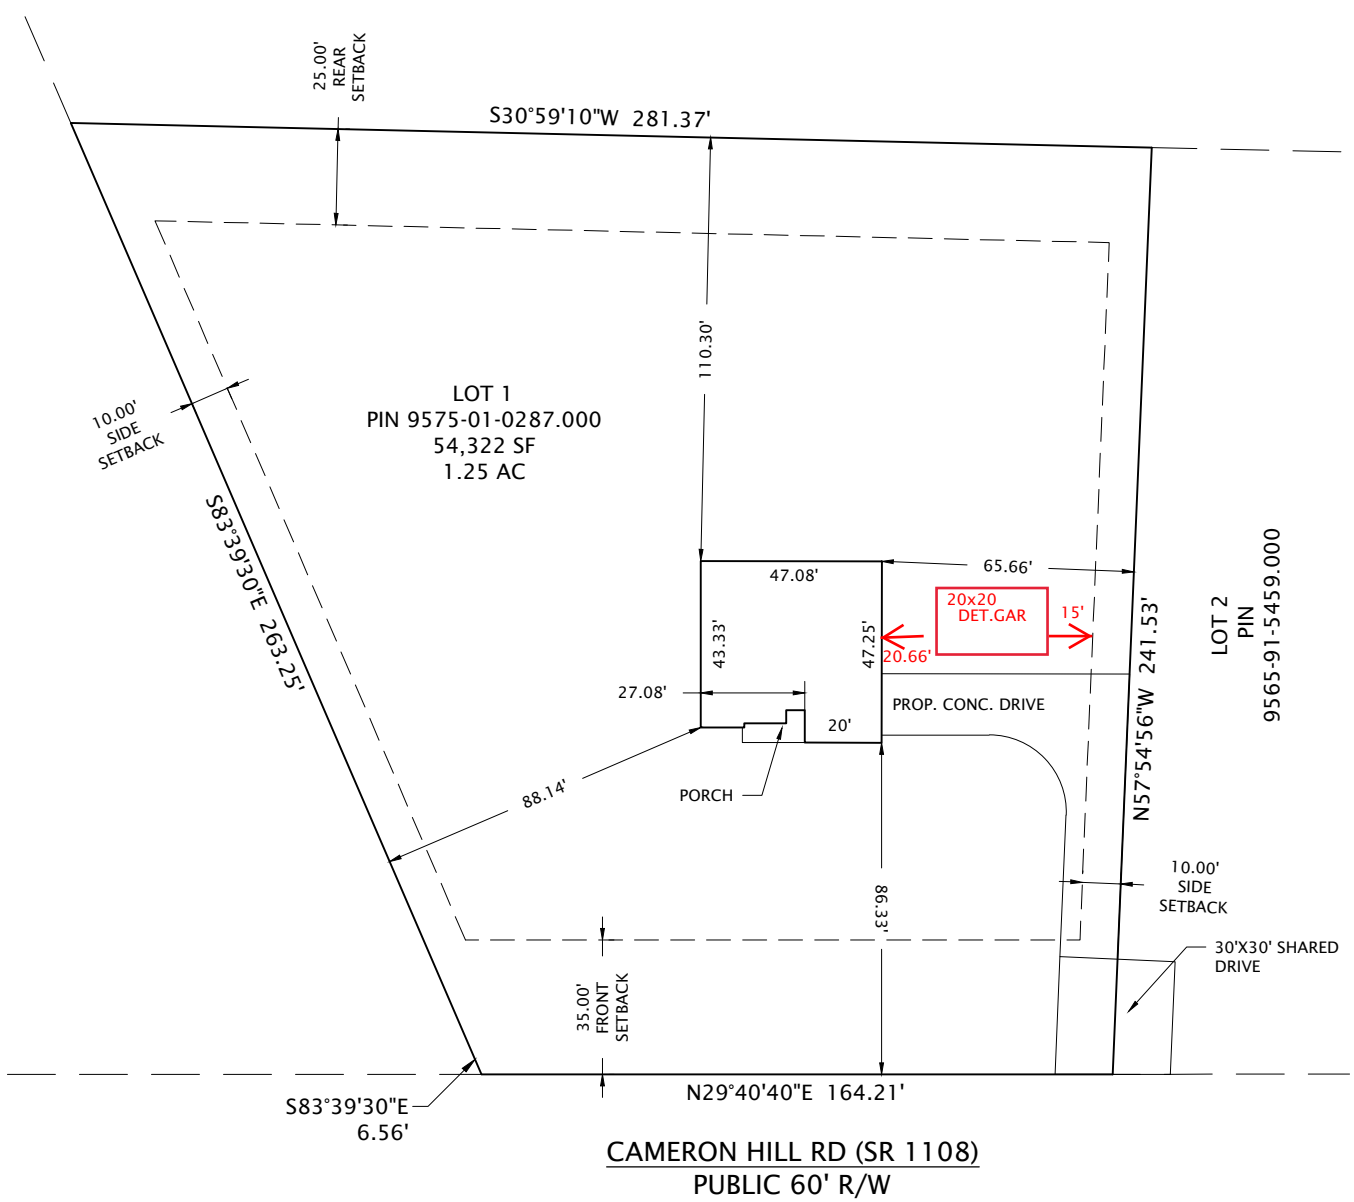 25.00'
REAR
SETBACK
S30°59'10"W 281.37'
110.30'
LOT 1
PIN 9575-01-0287.000
54,322 SF
1.25 AC
10.00'
SIDE
SETBACK
S83°39'30"E 263.25'
47.08'
65.66'
20x20
DET.GAR
15'
20.66'
43.33'
47.25'
27.08'
20'
PROP. CONC. DRIVE
PORCH
88.14'
86.33'
N57°54'56"W 241.53'
LOT 2
PIN
9565-91-5459.000
10.00'
SIDE
SETBACK
30'X30' SHARED
DRIVE
35.00'
FRONT
SETBACK
S83°39'30"E
6.56'
N29°40'40"E 164.21'
CAMERON HILL RD (SR 1108)
PUBLIC 60' R/W